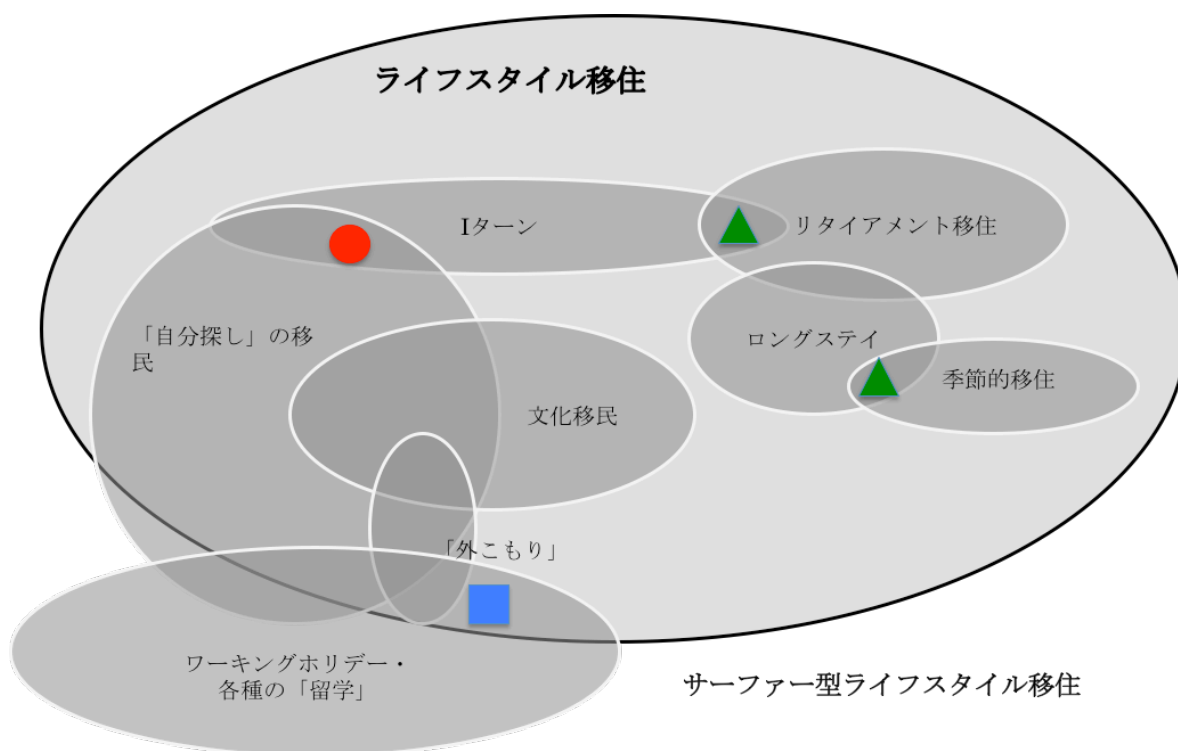 ライフスタイル移住
Iターン
リタイアメント移住
「自分探し」の移
民
ロングステイ
季節的移住
文化移民
「外こもり」
ワーキングホリデー・
各種の「留学」
サーファー型ライフスタイル移住